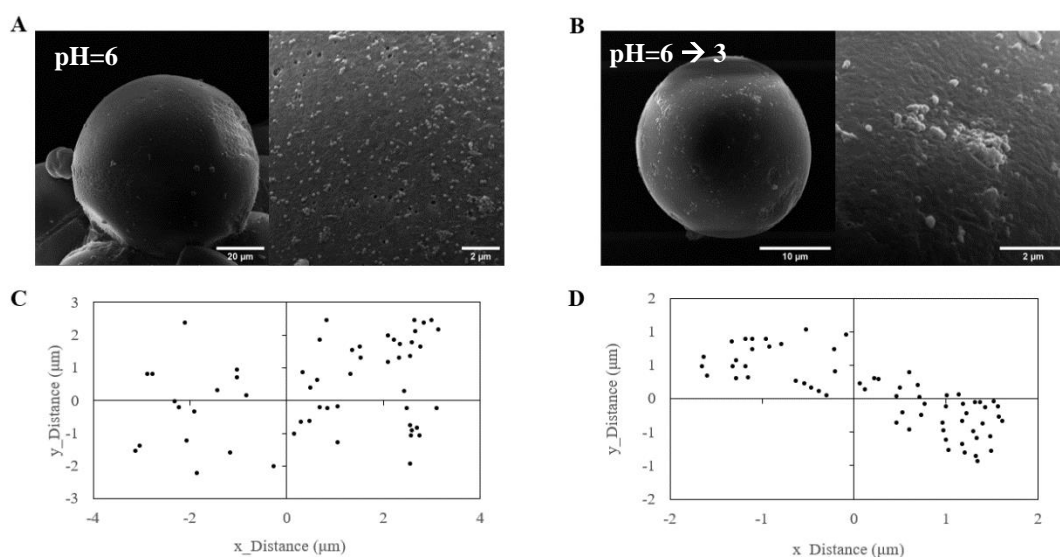 A
pH=6
20 µm
2 µm
B
pH=6 → 3
10 µm
2 µm
C
3
2
1
0
-1
-2
-3
-4
-2
0
2
4
y_Distance (µm)
x_Distance (µm)
D
2
1
1
0
-1
-1
-2
-2
-1
0
1
2
y_Distance (µm)
x_Distance (µm)